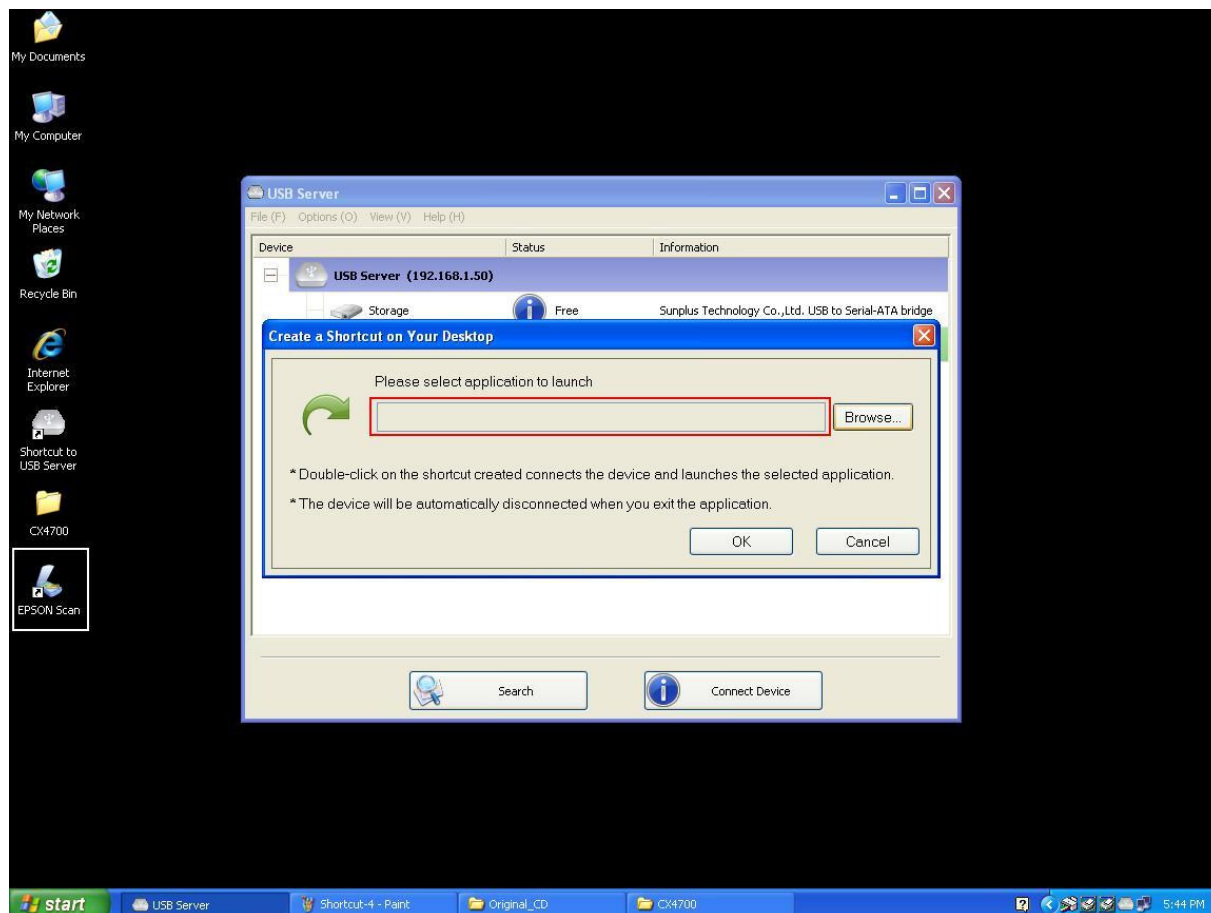 My Documents
My Computer
My Network
Places
Recycle Bin
Internet
Explorer
Shortcut to
USB Server
CX4700
EPSON Scan
USB Server
File (F) Options (O) View (V) Help (H)
Device Status Information
USB Server (192.168.1.50)
Storage Free Sunplus Technology Co.,Ltd. USB to Serial-ATA bridge
Create a Shortcut on Your Desktop
Please select application to launch
Browse...
* Double-click on the shortcut created connects the device and launches the selected application.
* The device will be automatically disconnected when you exit the application.
OK Cancel
Search Connect Device
start USB Server Shortcut-4 - Paint Original_CD CX4700 5:44 PM